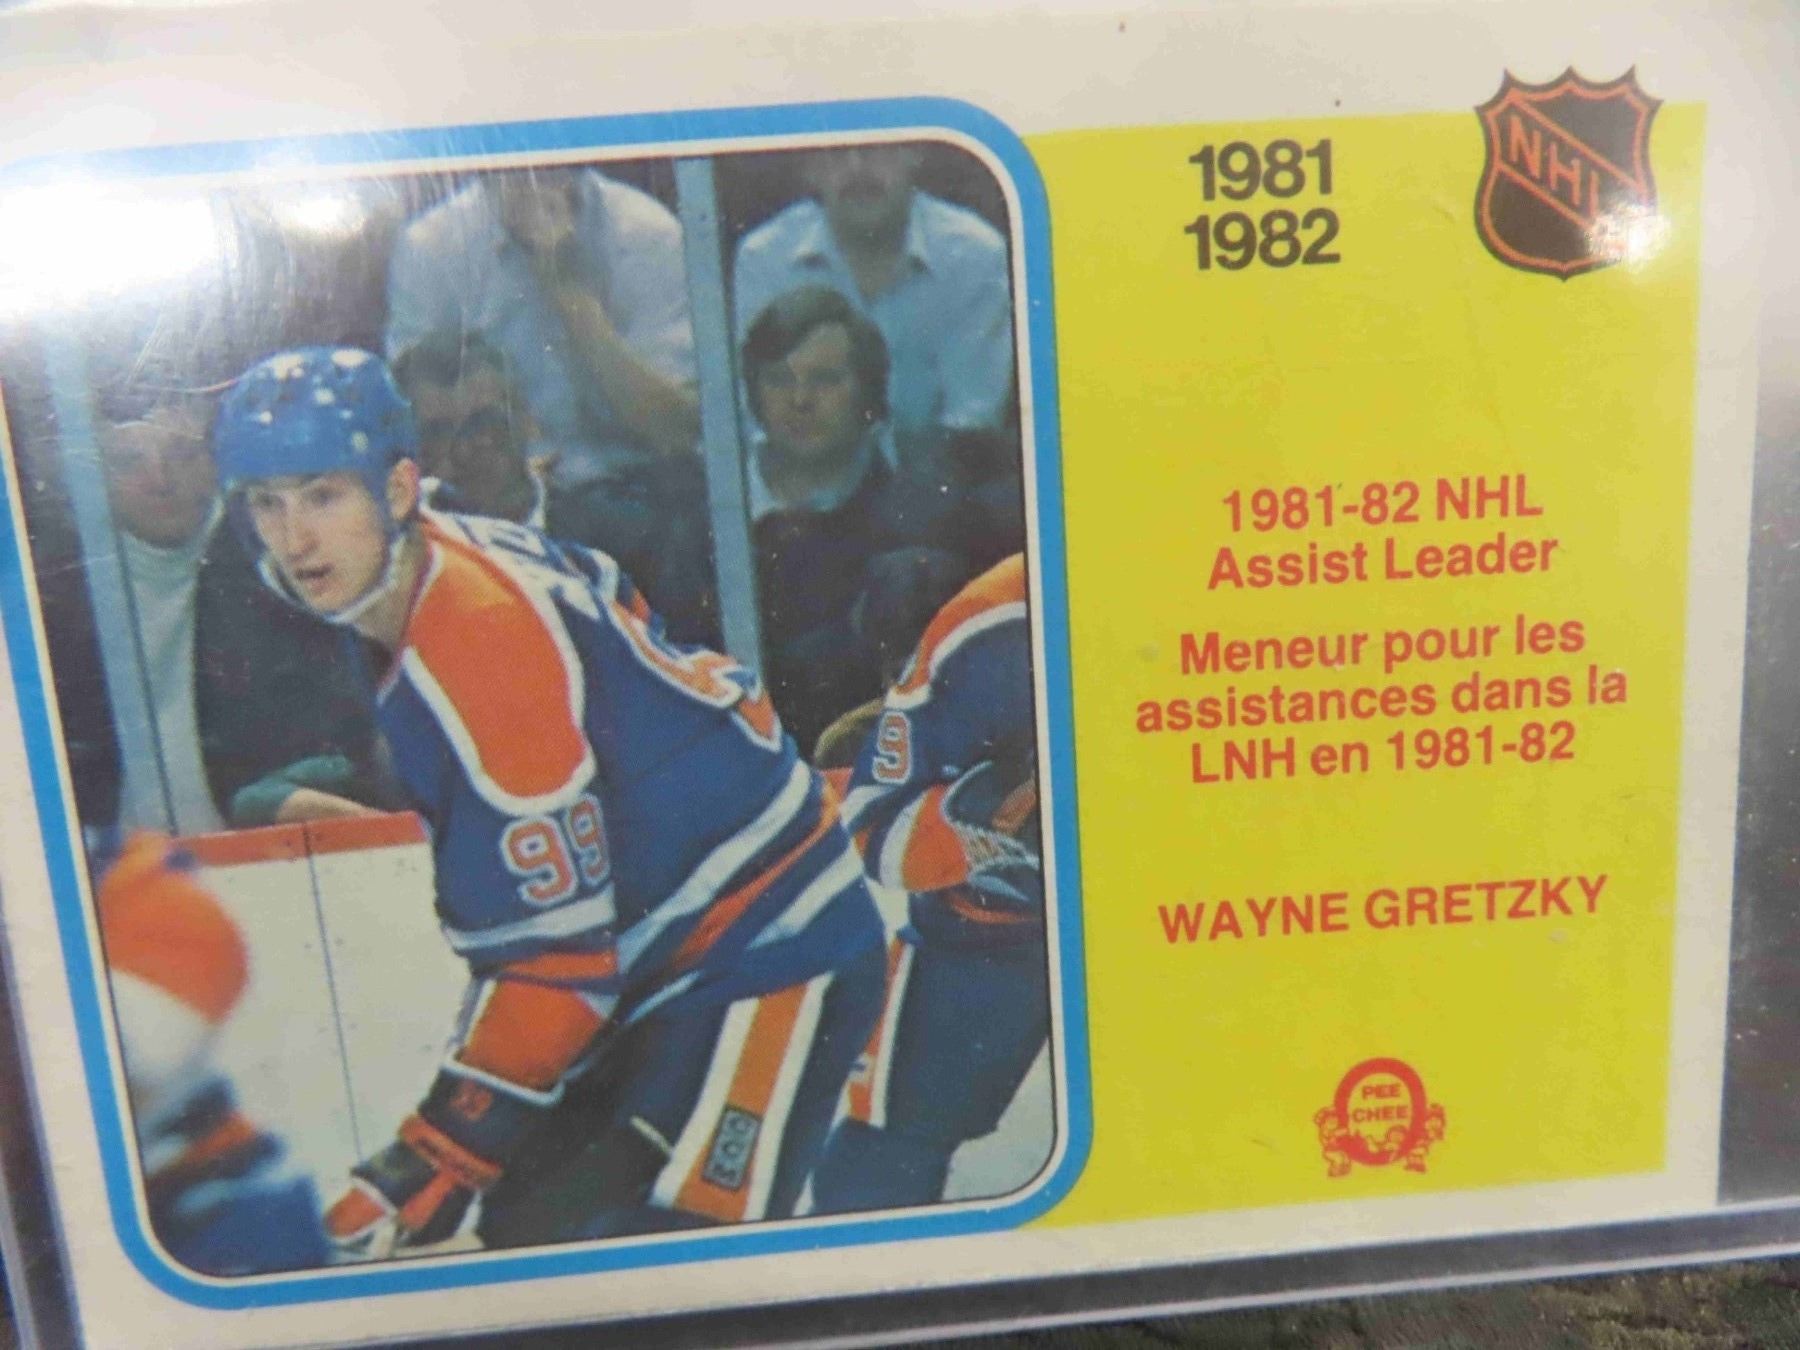 1981
1982
NHL
1981-82 NHL
Assist Leader
Meneur pour les
assistances dans la
LNH en 1981-82
WAYNE GRETZKY
PEE
CHEE
99
9